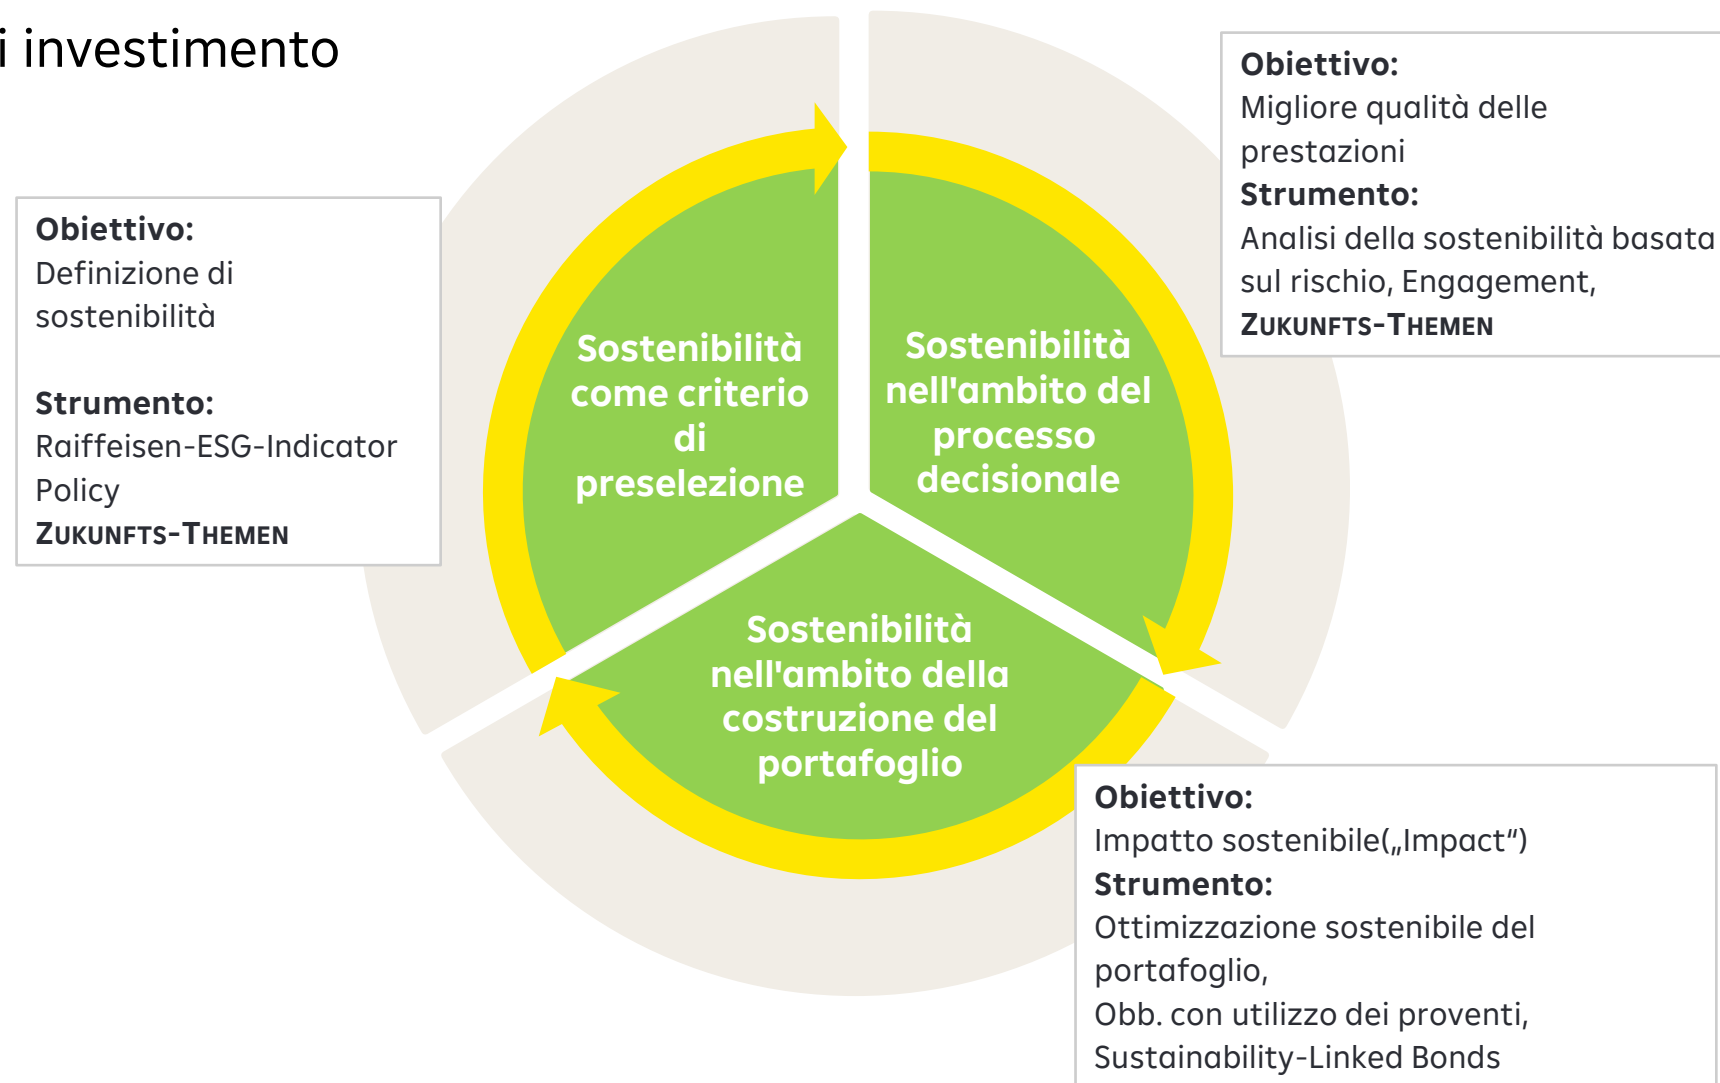 i investimento
Obiettivo:
Definizione di
sostenibilità
Strumento:
Raiffeisen-ESG-Indicator
Policy
ZUKUNFTS-THEMEN
Sostenibilità
come criterio
di
preselezione
Sostenibilità
nell'ambito del
processo
decisionale
Obiettivo:
Migliore qualità delle
prestazioni
Strumento:
Analisi della sostenibilità basata
sul rischio, Engagement,
ZUKUNFTS-THEMEN
Sostenibilità
nell'ambito della
costruzione del
portafoglio
Obiettivo:
Impatto sostenibile(„Impact“)
Strumento:
Ottimizzazione sostenibile del
portafoglio,
Obb. con utilizzo dei proventi,
Sustainability-Linked Bonds